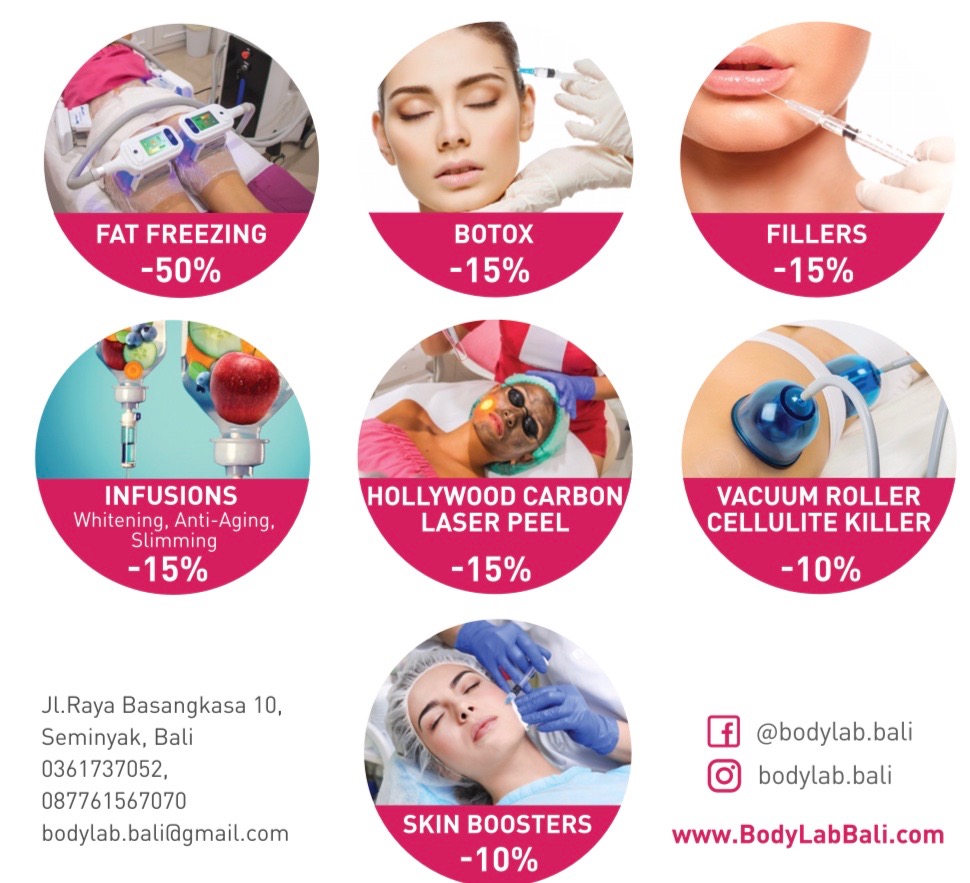 FAT FREEZING
-50%
BOTOX
-15%
FILLERS
-15%
INFUSIONS
Whitening, Anti-Aging,
Slimming
-15%
HOLLYWOOD CARBON
LASER PEEL
-15%
VACUUM ROLLER
CELLULITE KILLER
-10%
SKIN BOOSTERS
-10%
Jl.Raya Basangkasa 10,
Seminyak, Bali
0361737052,
087761567070
bodylab.bali@gmail.com
@bodylab.bali
bodylab.bali
www.BodyLabBali.com